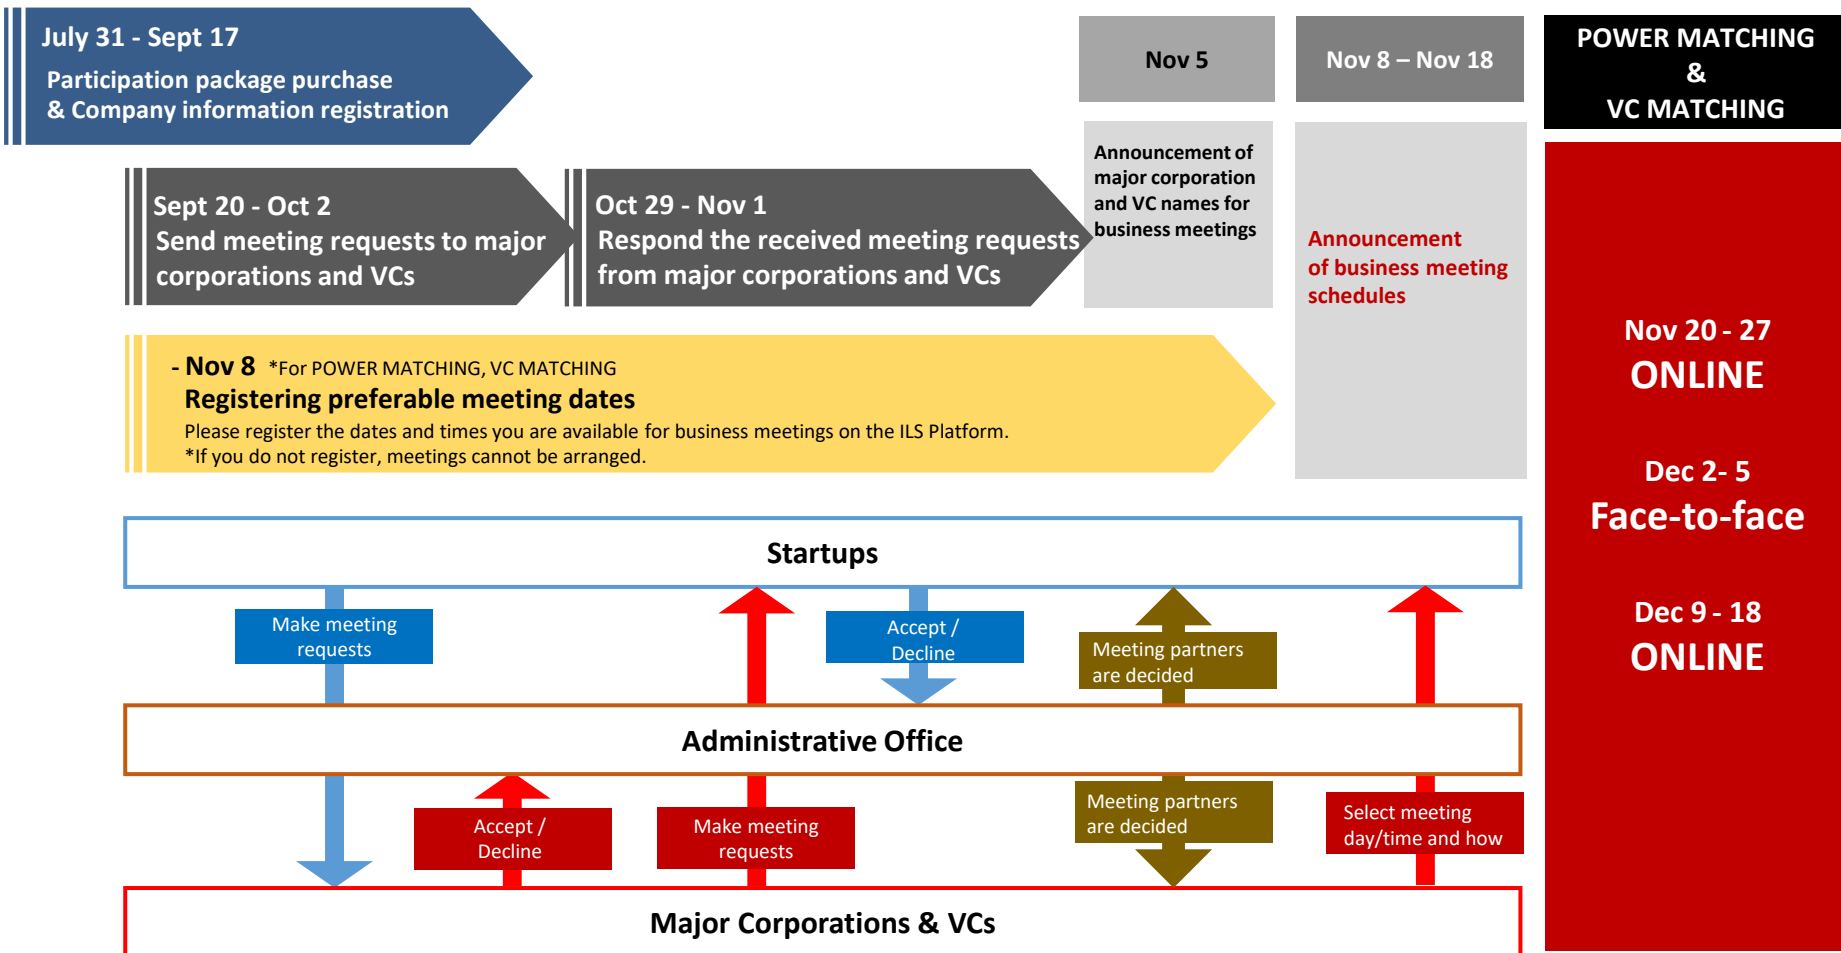 July 31 - Sept 17
Participation package purchase
& Company information registration
Nov 5
Nov 8 – Nov 18
POWER MATCHING
&
VC MATCHING
Sept 20 - Oct 2
Send meeting requests to major
corporations and VCs
Oct 29 - Nov 1
Respond the received meeting requests
from major corporations and VCs
Announcement of
major corporation
and VC names for
business meetings
Announcement
of business meeting
schedules
- Nov 8 *For POWER MATCHING, VC MATCHING
Registering preferable meeting dates
Please register the dates and times you are available for business meetings on the ILS Platform.
*If you do not register, meetings cannot be arranged.
Nov 20 - 27
ONLINE
Dec 2- 5
Face-to-face
Dec 9 - 18
ONLINE
Startups
Make meeting
requests
Accept /
Decline
Meeting partners
are decided
Administrative Office
Accept /
Decline
Make meeting
requests
Meeting partners
are decided
Select meeting
day/time and how
Major Corporations & VCs